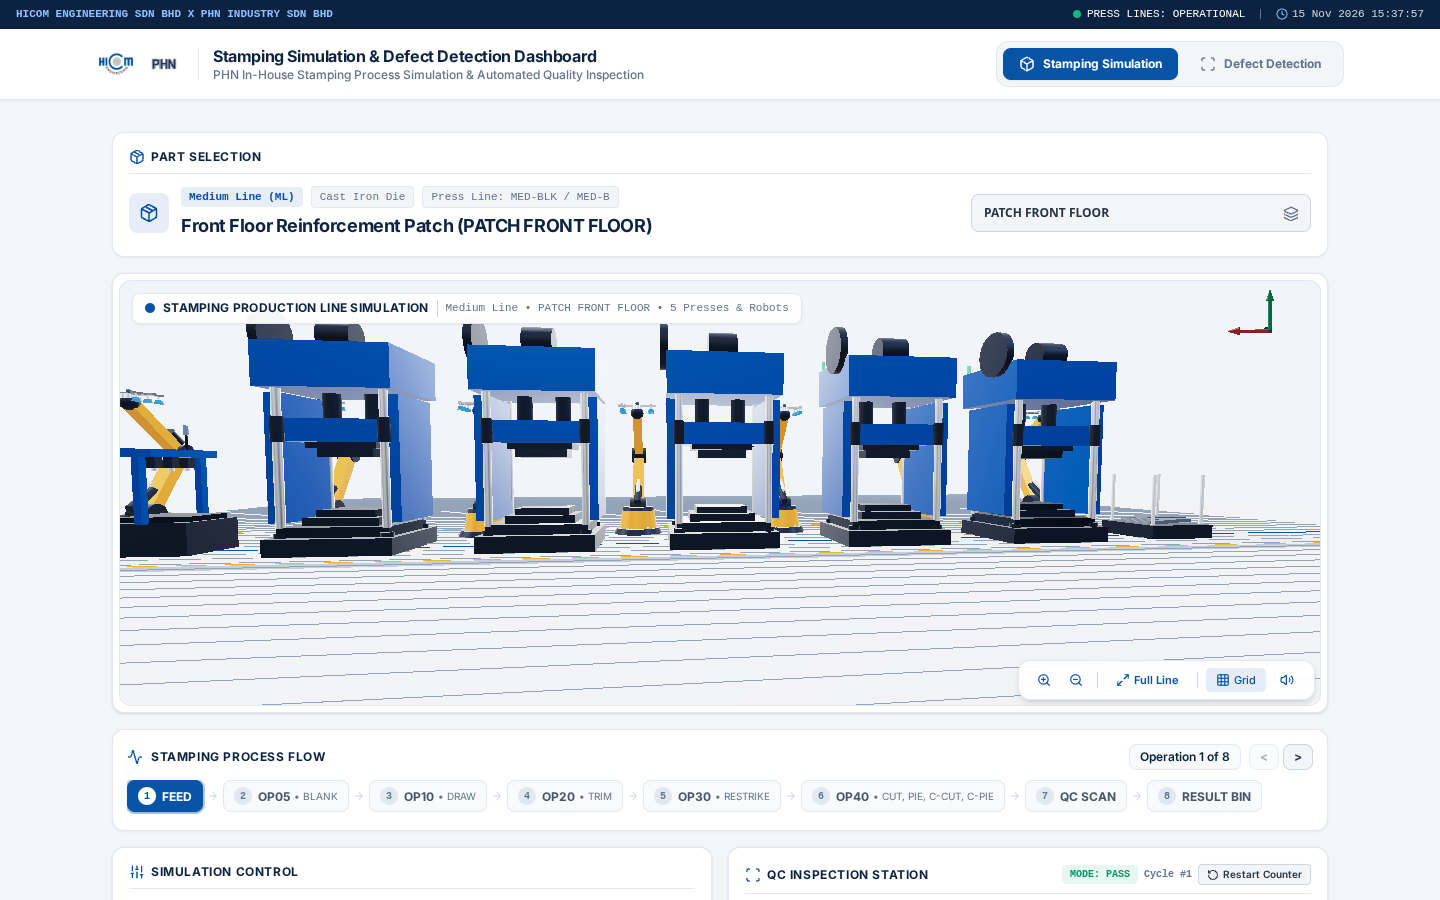 HICOM ENGINEERING SDN BHD X PHN INDUSTRY SDN BHD
PRESS LINES: OPERATIONAL | 15 Nov 2026 15:37:57
HICOM
PHN
Stamping Simulation & Defect Detection Dashboard
PHN In-House Stamping Process Simulation & Automated Quality Inspection
Stamping Simulation
Defect Detection
PART SELECTION
Medium Line (ML)
Cast Iron Die
Press Line: MED-BLK / MED-B
Front Floor Reinforcement Patch (PATCH FRONT FLOOR)
PATCH FRONT FLOOR
STAMPING PRODUCTION LINE SIMULATION
Medium Line • PATCH FRONT FLOOR • 5 Presses & Robots
Full Line
Grid
STAMPING PROCESS FLOW
Operation 1 of 8
<
>
1 FEED
2 OP05 • BLANK
3 OP10 • DRAW
4 OP20 • TRIM
5 OP30 • RESTRIKE
6 OP40 • CUT, PIE, C-CUT, C-PIE
7 QC SCAN
8 RESULT BIN
SIMULATION CONTROL
QC INSPECTION STATION
MODE: PASS
Cycle #1
Restart Counter